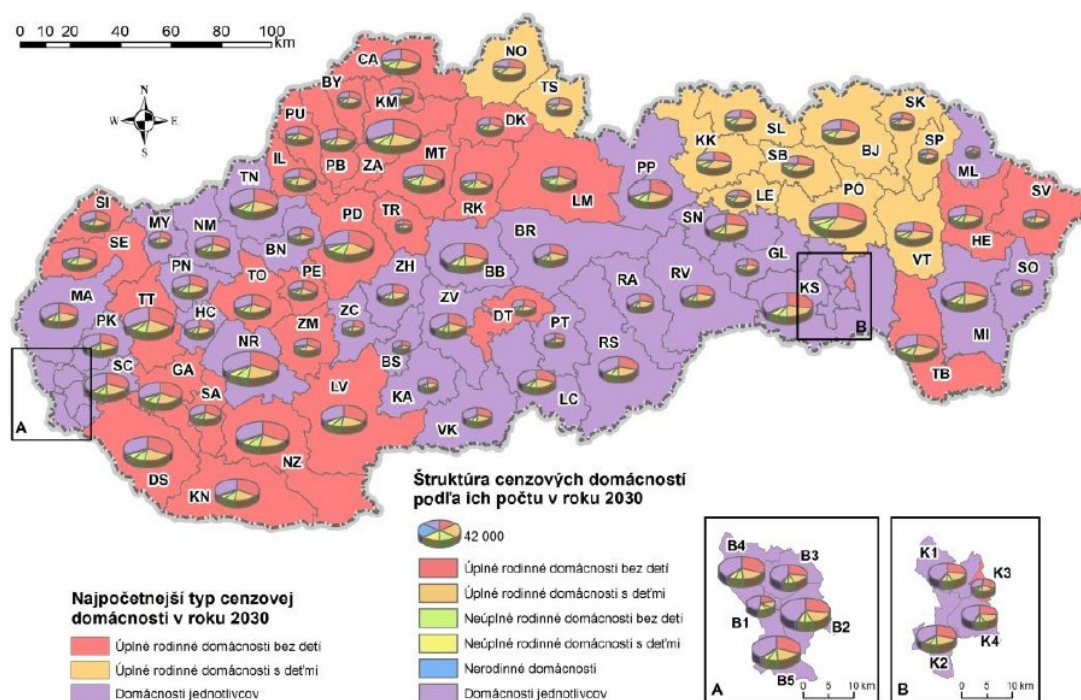 0 20 40 60 80 100
km
N
W E
S
CA
NO
BY
KM
TS
PU
DK
SK
SL
KK
BJ
SP
IL
PB
ZA
MT
SB
ML
TN
PP
PO
SV
LE
SI
LM
RK
MY
NM
PD
TR
SN
HE
SE
BN
BR
VT
GL
SO
PN
TO
PE
ZH
BB
RV
KS
MA
TT
HC
ZC
ZV
RA
PK
ZM
DT
PT
B
MI
NR
SC
BS
RS
GA
SA
LV
KA
TB
A
LC
VK
NZ
DS
KN
Štruktúra cenzových domácností
podľa ich počtu v roku 2030
42 000
Úplné rodinné domácnosti bez detí
Úplné rodinné domácnosti s deťmi
Neúplné rodinné domácnosti bez detí
Neúplné rodinné domácnosti s deťmi
Nerodinné domácnosti
Domácnosti jednotlivcov
Najpočetnejší typ cenzovej
domácnosti v roku 2030
Úplné rodinné domácnosti bez detí
Úplné rodinné domácnosti s deťmi
Domácnosti jednotlivcov
B4
B3
B1
B2
B5
A
0 5 10 km
K1
K3
K4
K2
B
0 5 10 km